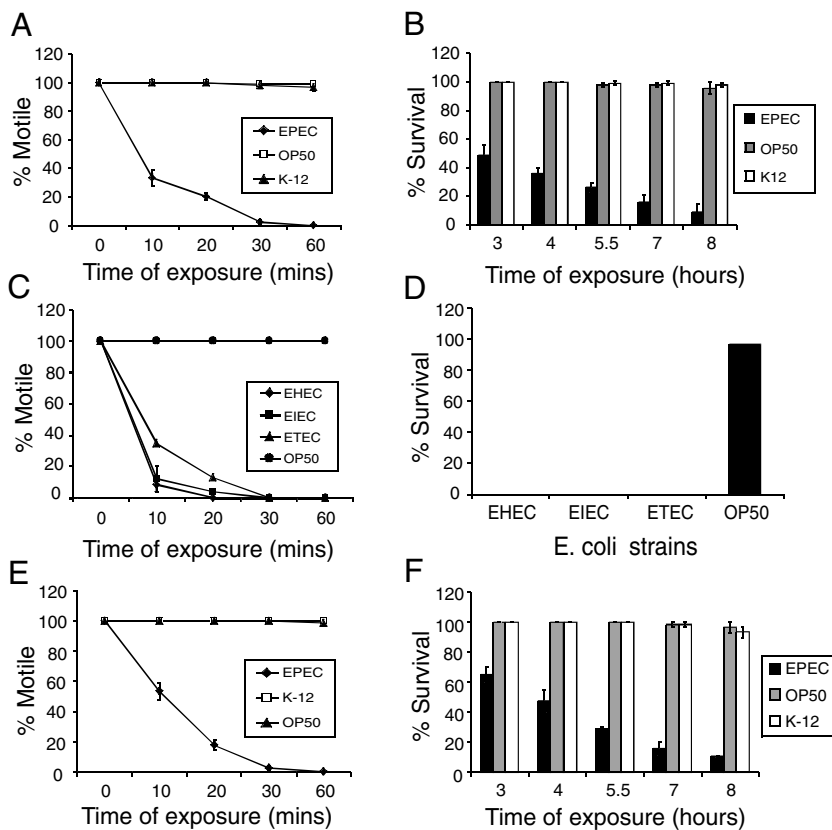 A
120
100
80
60
40
20
0
% Motile
EPEC
OP50
K-12
0 10 20 30 60
Time of exposure (mins)
B
120
100
80
60
40
20
0
% Survival
EPEC
OP50
K12
3 4 5.5 7 8
Time of exposure (hours)
C
120
100
80
60
40
20
0
% Motile
EHEC
EIEC
ETEC
OP50
0 10 20 30 60
Time of exposure (mins)
D
120
100
80
60
40
20
0
% Survival
EHEC EIEC ETEC OP50
E. coli strains
E
120
100
80
60
40
20
0
% Motile
EPEC
K-12
OP50
0 10 20 30 60
Time of exposure (mins)
F
120
100
80
60
40
20
0
% Survival
EPEC
OP50
K-12
3 4 5.5 7 8
Time of exposure (hours)